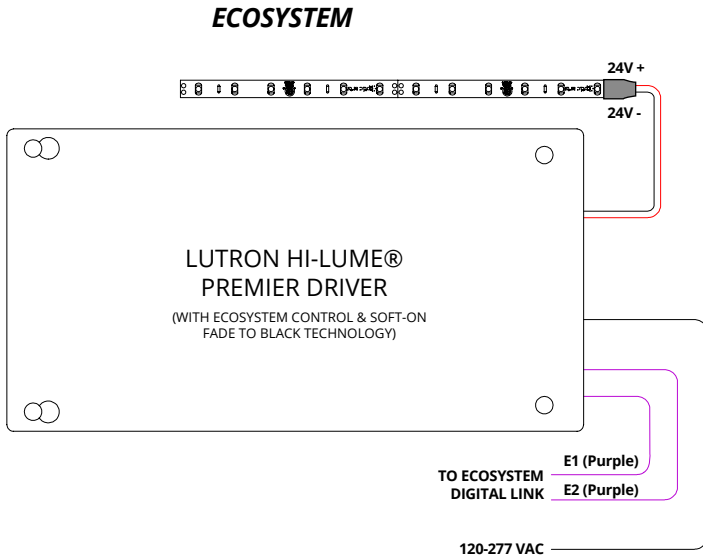 ECOSYSTEM
24V +
24V -
LUTRON HI-LUME®
PREMIER DRIVER
(WITH ECOSYSTEM CONTROL & SOFT-ON
FADE TO BLACK TECHNOLOGY)
TO ECOSYSTEM
DIGITAL LINK
E1 (Purple)
E2 (Purple)
120-277 VAC